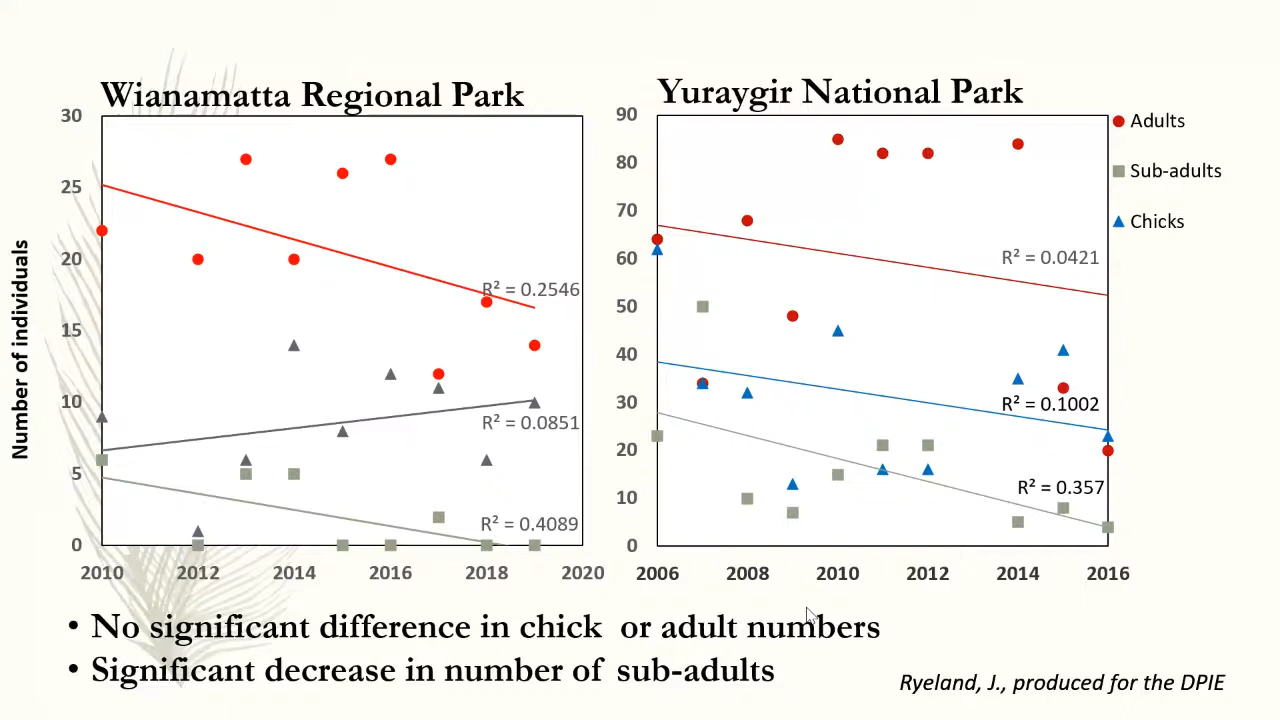 Wianamatta Regional Park
Yuraygir National Park
Number of individuals
30
25
20
15
10
5
0
2010 2012 2014 2016 2018 2020
R² = 0.2546
R² = 0.0851
R² = 0.4089
90
80
70
60
50
40
30
20
10
0
2006 2008 2010 2012 2014 2016
R² = 0.0421
R² = 0.1002
R² = 0.357
Adults
Sub-adults
Chicks
• No significant difference in chick or adult numbers
• Significant decrease in number of sub-adults
Ryeland, J., produced for the DPIE